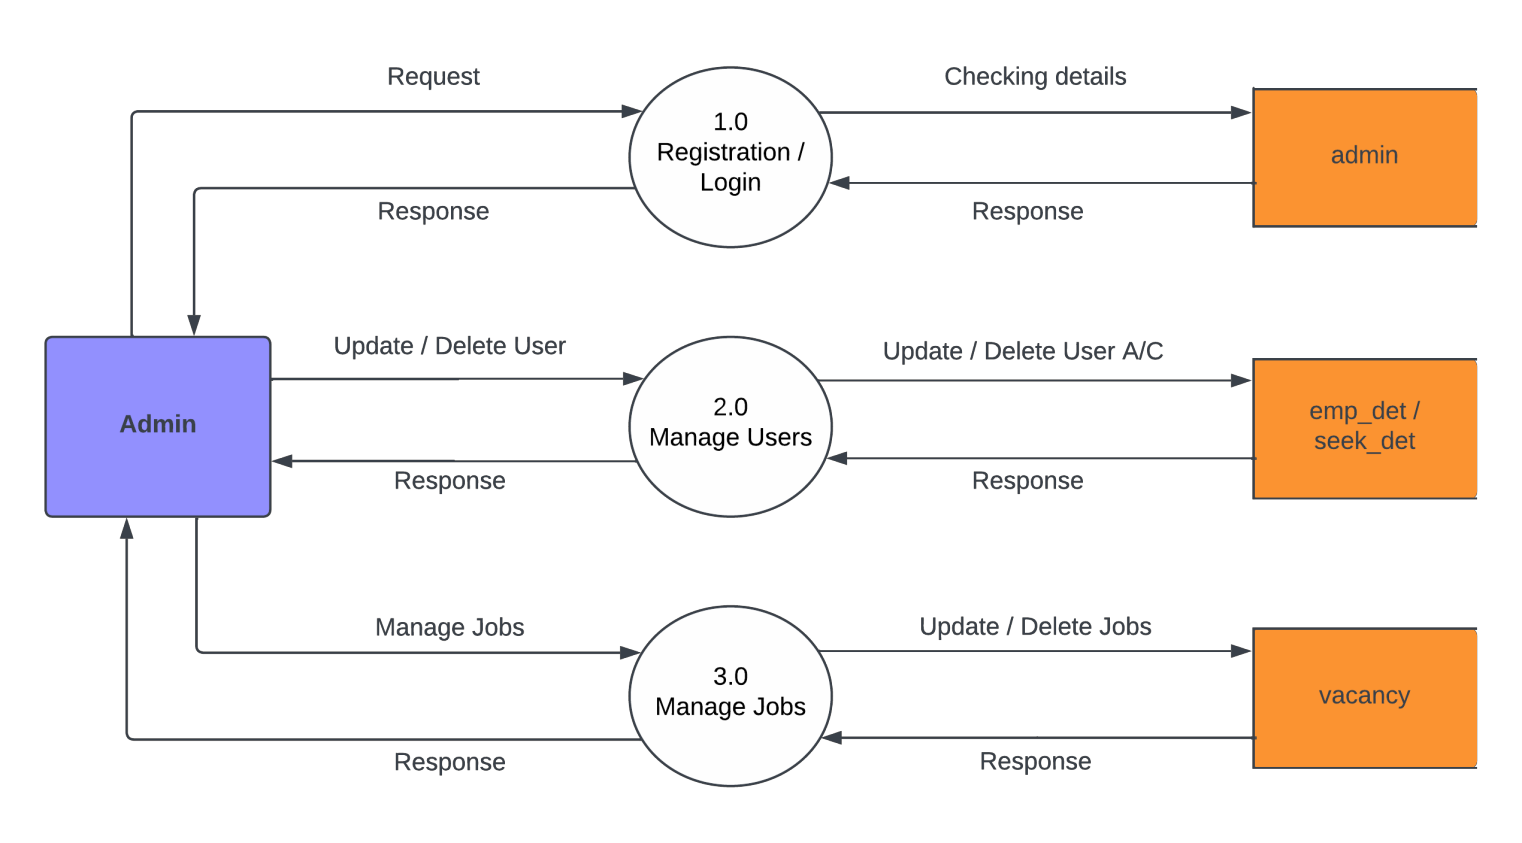 Request
Checking details
1.0
Registration /
Login
admin
Response
Response
Update / Delete User
Update / Delete User A/C
Admin
2.0
Manage Users
emp_det /
seek_det
Response
Response
Manage Jobs
Update / Delete Jobs
3.0
Manage Jobs
vacancy
Response
Response